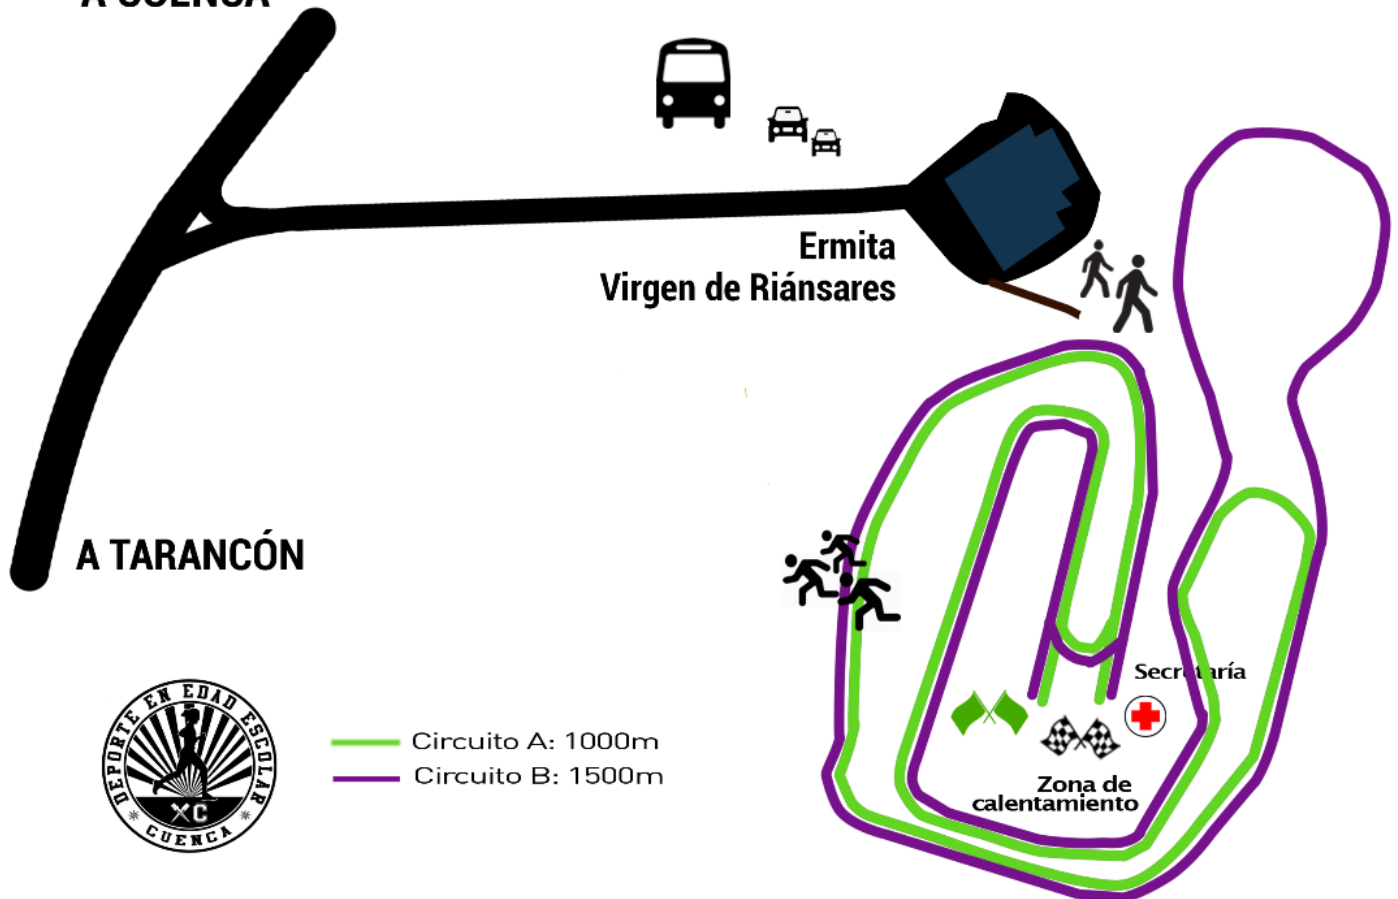 A CUENCA
Ermita
Virgen de Riánsares
A TARANCÓN
Secretaría
Zona de
calentamiento
Circuito A: 1000m
Circuito B: 1500m
DEPORTE EN EDAD ESCOLAR
XC
CUENCA